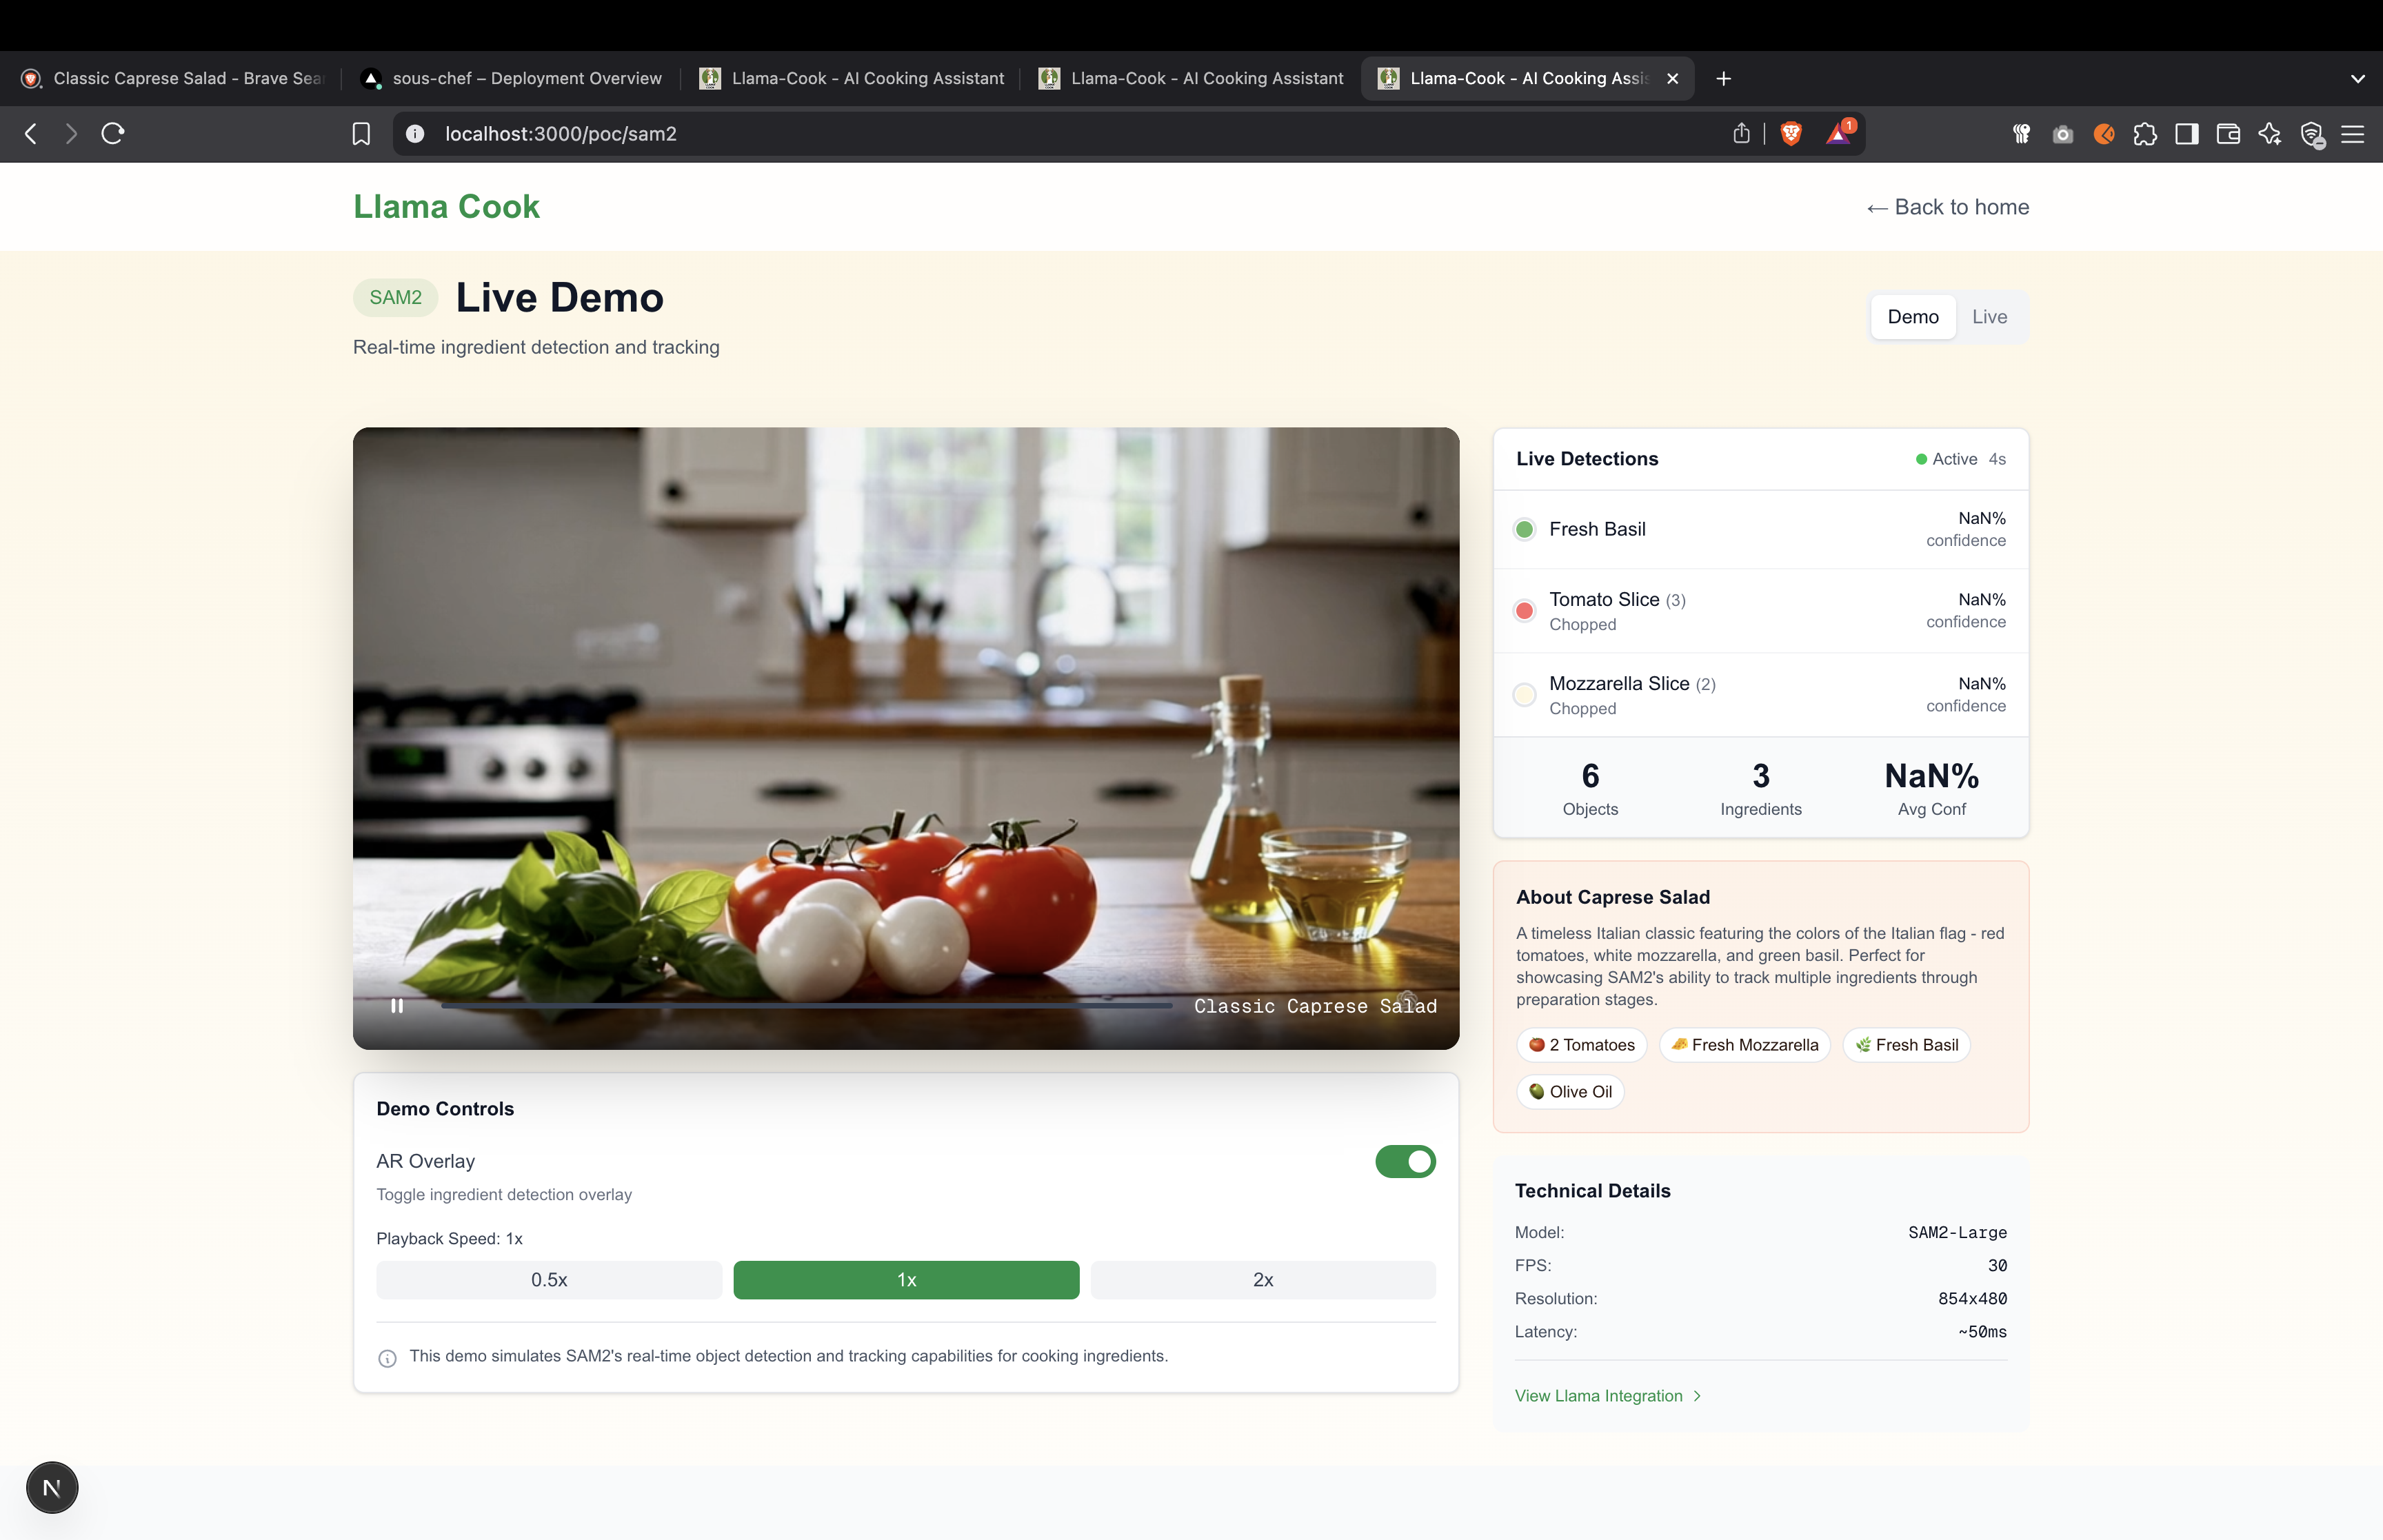 Classic Caprese Salad - Brave Sear
sous-chef – Deployment Overview
Llama-Cook - AI Cooking Assistant
Llama-Cook - AI Cooking Assistant
Llama-Cook - AI Cooking Assis
localhost:3000/poc/sam2
1
Llama Cook
← Back to home
SAM2
Live Demo
Real-time ingredient detection and tracking
Demo
Live
Classic Caprese Salad
Demo Controls
AR Overlay
Toggle ingredient detection overlay
Playback Speed: 1x
0.5x
1x
2x
This demo simulates SAM2's real-time object detection and tracking capabilities for cooking ingredients.
Live Detections
Active 4s
Fresh Basil
NaN%
confidence
Tomato Slice (3)
Chopped
NaN%
confidence
Mozzarella Slice (2)
Chopped
NaN%
confidence
6
Objects
3
Ingredients
NaN%
Avg Conf
About Caprese Salad
A timeless Italian classic featuring the colors of the Italian flag - red
tomatoes, white mozzarella, and green basil. Perfect for
showcasing SAM2's ability to track multiple ingredients through
preparation stages.
2 Tomatoes
Fresh Mozzarella
Fresh Basil
Olive Oil
Technical Details
Model: SAM2-Large
FPS: 30
Resolution: 854x480
Latency: ~50ms
View Llama Integration >
N